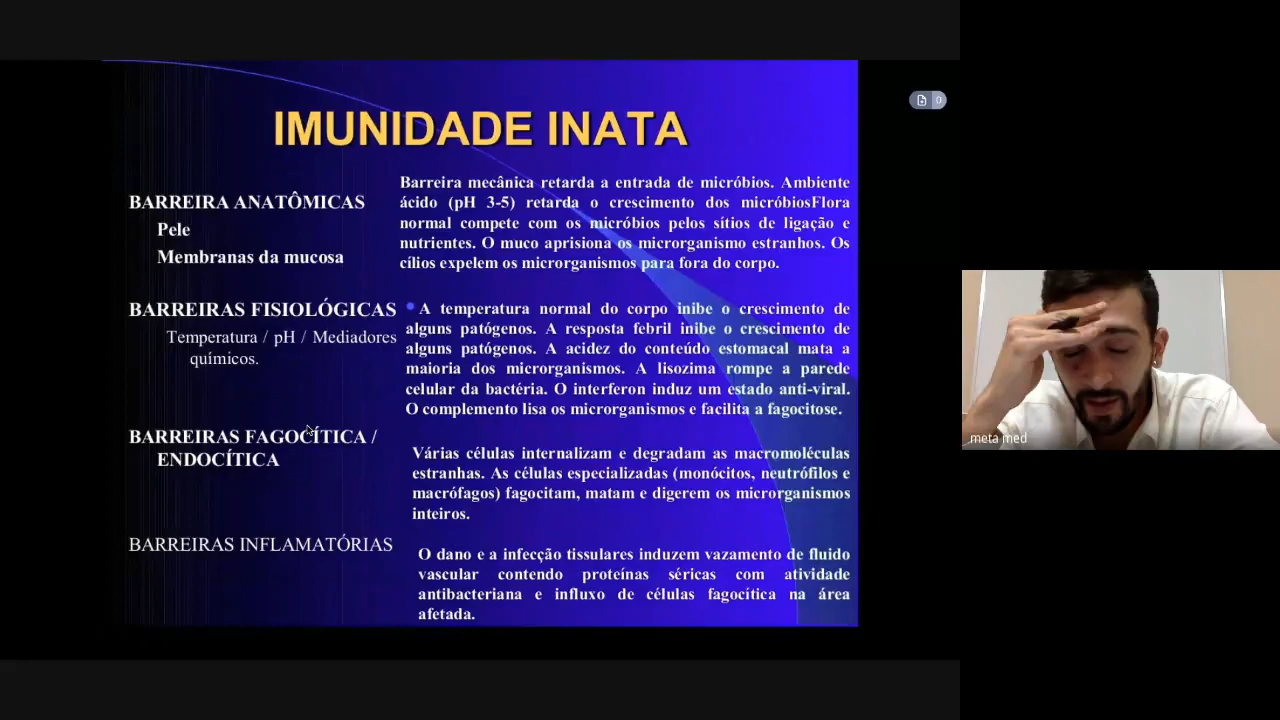 IMUNIDADE INATA
BARREIRA ANATÔMICAS
Pele
Membranas da mucosa
Barreira mecânica retarda a entrada de micróbios. Ambiente
ácido (pH 3-5) retarda o crescimento dos micróbiosFlora
normal compete com os micróbios pelos sítios de ligação e
nutrientes. O muco aprisiona os microrganismo estranhos. Os
cílios expelem os microrganismos para fora do corpo.
BARREIRAS FISIOLÓGICAS
Temperatura / pH / Mediadores
químicos.
A temperatura normal do corpo inibe o crescimento de
alguns patógenos. A resposta febril inibe o crescimento de
alguns patógenos. A acidez do conteúdo estomacal mata a
maioria dos microrganismos. A lisozima rompe a parede
celular da bactéria. O interferon induz um estado anti-viral.
O complemento lisa os microrganismos e facilita a fagocitose.
BARREIRAS FAGOCÍTICA /
ENDOCÍTICA
Várias células internalizam e degradam as macromoléculas
estranhas. As células especializadas (monócitos, neutrófilos e
macrófagos) fagocitam, matam e digerem os microrganismos
inteiros.
BARREIRAS INFLAMATÓRIAS
O dano e a infecção tissulares induzem vazamento de fluido
vascular contendo proteínas séricas com atividade
antibacteriana e influxo de células fagocítica na área
afetada.
0
meta med